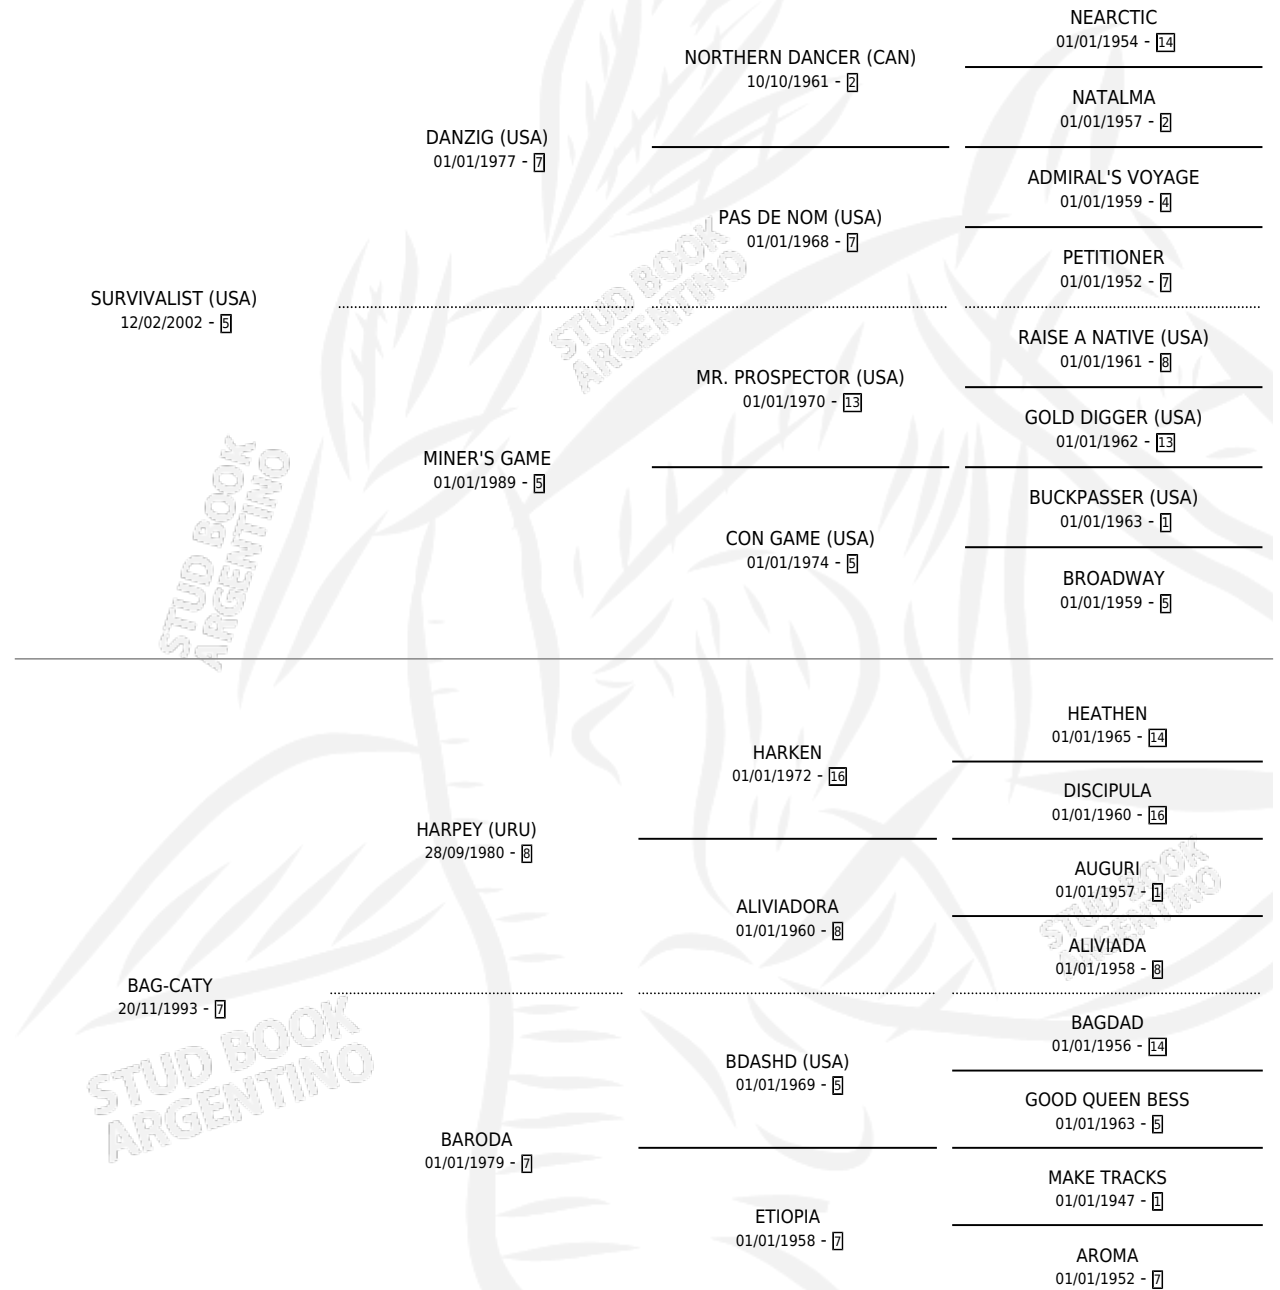 NEARCTIC
01/01/1954 - 14
NORTHERN DANCER (CAN)
10/10/1961 - 2
NATALMA
01/01/1957 - 2
DANZIG (USA)
01/01/1977 - 7
ADMIRAL'S VOYAGE
01/01/1959 - 4
PAS DE NOM (USA)
01/01/1968 - 7
PETITIONER
01/01/1952 - 7
SURVIVALIST (USA)
12/02/2002 - 5
STUD BOOK
ARGENTINO
RAISE A NATIVE (USA)
01/01/1961 - 8
MR. PROSPECTOR (USA)
01/01/1970 - 13
GOLD DIGGER (USA)
01/01/1962 - 13
MINER'S GAME
01/01/1989 - 5
BUCKPASSER (USA)
01/01/1963 - 1
CON GAME (USA)
01/01/1974 - 5
BROADWAY
01/01/1959 - 5
STUD BOOK
ARGENTINO
HEATHEN
01/01/1965 - 14
HARKEN
01/01/1972 - 16
DISCIPULA
01/01/1960 - 16
HARPEY (URU)
28/09/1980 - 8
AUGURI
01/01/1957 - 1
ALIVIADORA
01/01/1960 - 8
STUD BOOK
ARGENTINO
ALIVIADA
01/01/1958 - 8
BAG-CATY
20/11/1993 - 7
BAGDAD
01/01/1956 - 14
BDASHD (USA)
01/01/1969 - 5
GOOD QUEEN BESS
01/01/1963 - 5
STUD BOOK
ARGENTINO
BARODA
01/01/1979 - 7
MAKE TRACKS
01/01/1947 - 1
ETIOPIA
01/01/1958 - 7
AROMA
01/01/1952 - 7